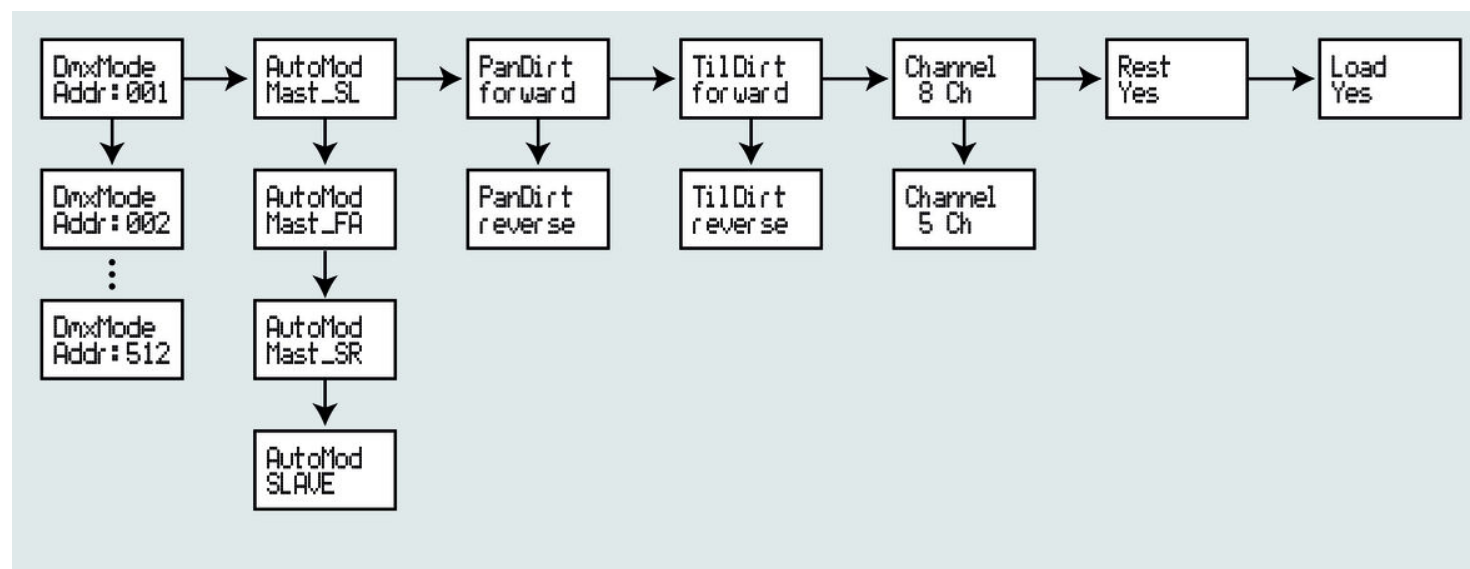 DmxMode
Addr:001
AutoMod
Mast_SL
PanDirt
forward
TilDirt
forward
Channel
8 Ch
Rest
Yes
Load
Yes
DmxMode
Addr:002
AutoMod
Mast_FA
PanDirt
reverse
TilDirt
reverse
Channel
5 Ch
DmxMode
Addr:512
AutoMod
Mast_SR
AutoMod
SLAVE